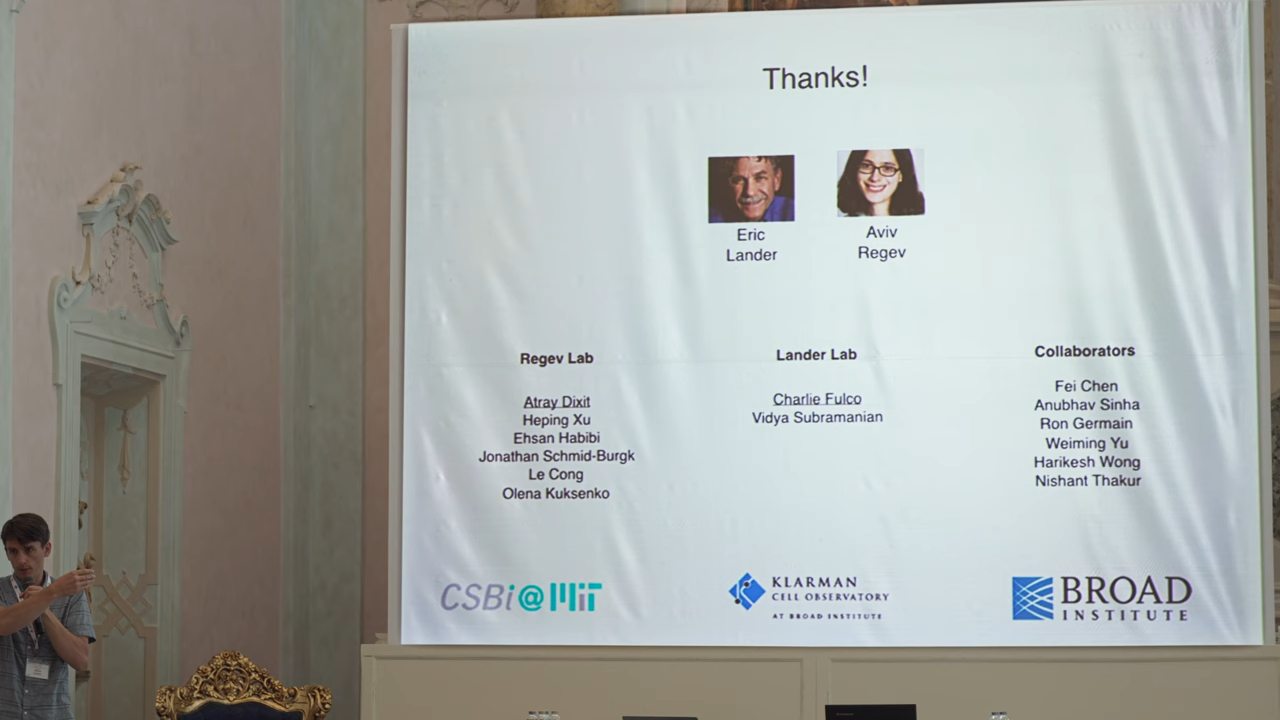 Thanks!
Eric
Lander
Aviv
Regev
Regev Lab
Atray Dixit
Heping Xu
Ehsan Habibi
Jonathan Schmid-Burgk
Le Cong
Olena Kuksenko
Lander Lab
Charlie Fulco
Vidya Subramanian
Collaborators
Fei Chen
Anubhav Sinha
Ron Germain
Weiming Yu
Harikesh Wong
Nishant Thakur
CSBi@MIT
KLARMAN
CELL OBSERVATORY
AT BROAD INSTITUTE
BROAD
INSTITUTE